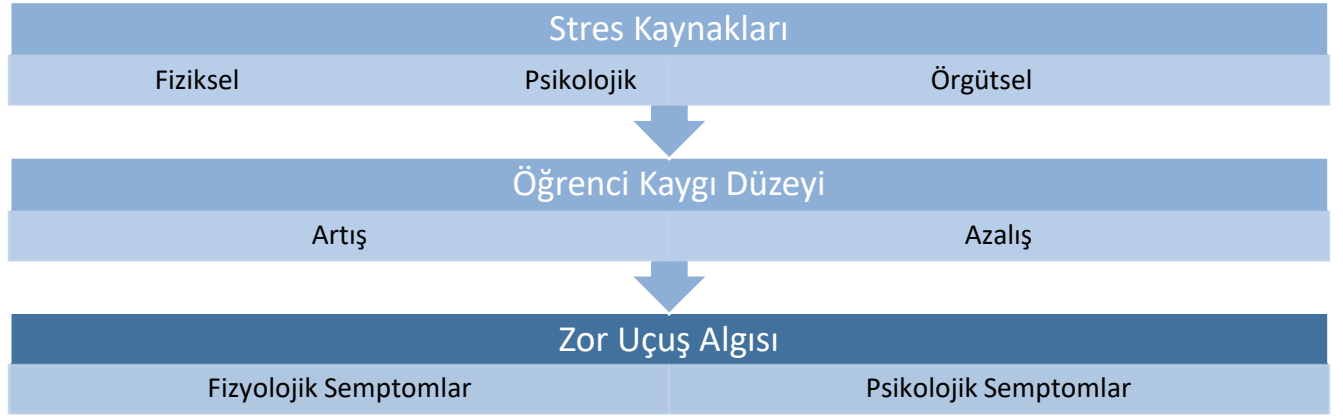 Stres Kaynakları
Fiziksel Psikolojik Örgütsel
Öğrenci Kaygı Düzeyi
Artış Azalış
Zor Uçuş Algısı
Fizyolojik Semptomlar Psikolojik Semptomlar